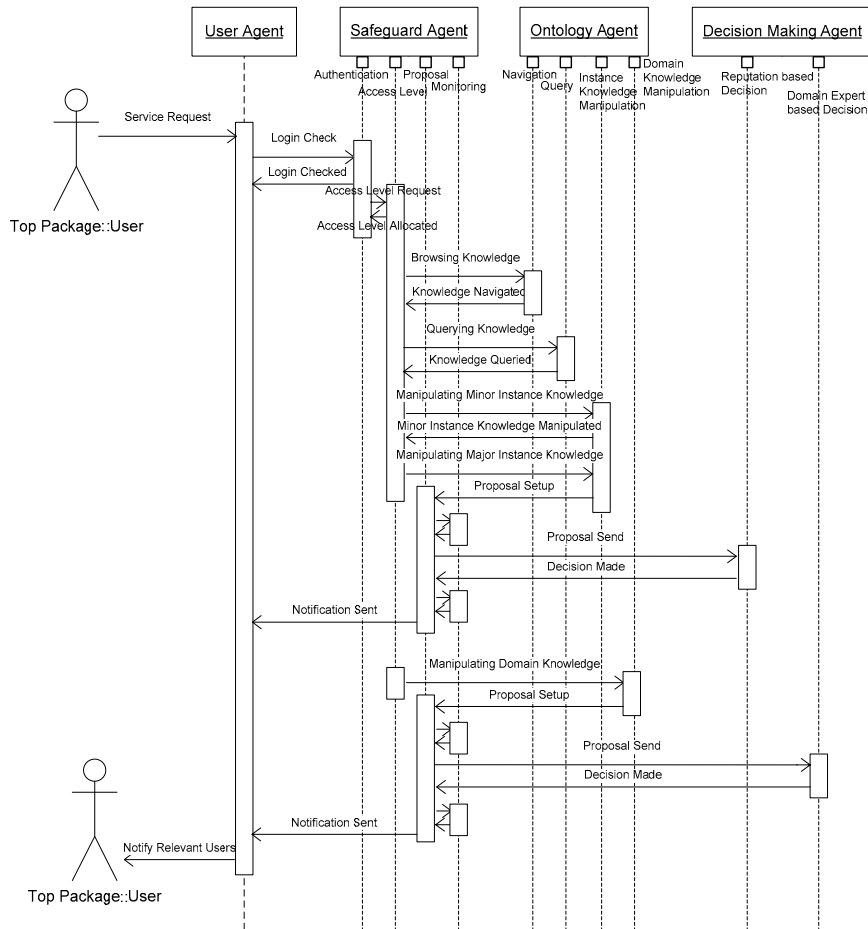 User Agent
Safeguard Agent
Ontology Agent
Decision Making Agent
Authentication
Access Level
Proposal
Monitoring
Navigation
Query
Instance
Knowledge
Manipulation
Domain
Knowledge
Manipulation
Reputation based
Decision
Domain Expert
based Decision
Service Request
Login Check
Login Checked
Top Package::User
Access Level Request
Access Level Allocated
Browsing Knowledge
Knowledge Navigated
Querying Knowledge
Knowledge Queried
Manipulating Minor Instance Knowledge
Minor Instance Knowledge Manipulated
Manipulating Major Instance Knowledge
Proposal Setup
Proposal Send
Decision Made
Notification Sent
Manipulating Domain Knowledge
Proposal Setup
Proposal Send
Decision Made
Notification Sent
Notify Relevant Users
Top Package::User